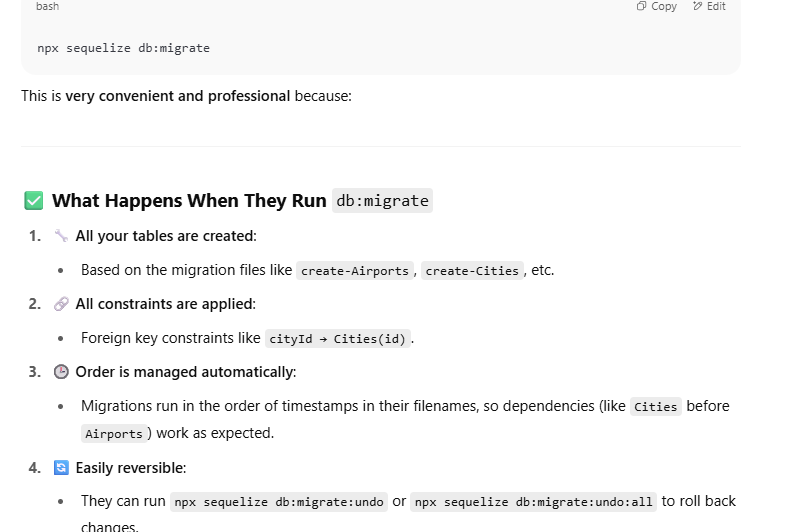 bash
Copy
Edit
npx sequelize db:migrate
This is very convenient and professional because:
What Happens When They Run db:migrate
1. All your tables are created:
• Based on the migration files like create-Airports, create-Cities, etc.
2. All constraints are applied:
• Foreign key constraints like cityId → Cities(id).
3. Order is managed automatically:
• Migrations run in the order of timestamps in their filenames, so dependencies (like Cities before
Airports) work as expected.
4. Easily reversible:
• They can run npx sequelize db:migrate:undo or npx sequelize db:migrate:undo:all to roll back
changes.